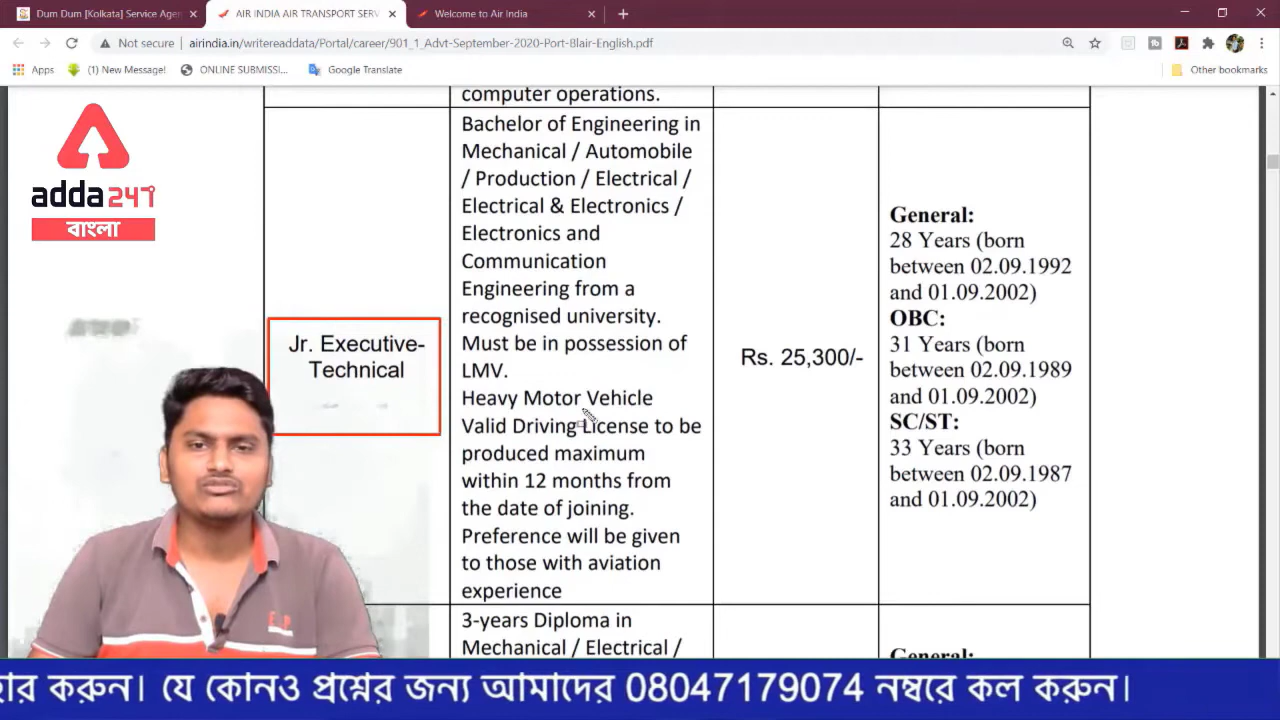 Dum Dum [Kolkata] Service Agen
AIR INDIA AIR TRANSPORT SERV
Welcome to Air India
Not secure
airindia.in/writereaddata/Portal/career/901_1_Advt-September-2020-Port-Blair-English.pdf
Apps
(1) New Message!
ONLINE SUBMISSI...
Google Translate
Other bookmarks
adda247
বাংলা
computer operations.
Jr. Executive-
Technical
Bachelor of Engineering in
Mechanical / Automobile
/ Production / Electrical /
Electrical & Electronics /
Electronics and
Communication
Engineering from a
recognised university.
Must be in possession of
LMV.
Heavy Motor Vehicle
Valid Driving License to be
produced maximum
within 12 months from
the date of joining.
Preference will be given
to those with aviation
experience
Rs. 25,300/-
General:
28 Years (born
between 02.09.1992
and 01.09.2002)
OBC:
31 Years (born
between 02.09.1989
and 01.09.2002)
SC/ST:
33 Years (born
between 02.09.1987
and 01.09.2002)
3-years Diploma in
Mechanical / Electrical /
General:
করুন। যে কোনও প্রশ্নের জন্য আমাদের 08047179074 নম্বরে কল করুন।